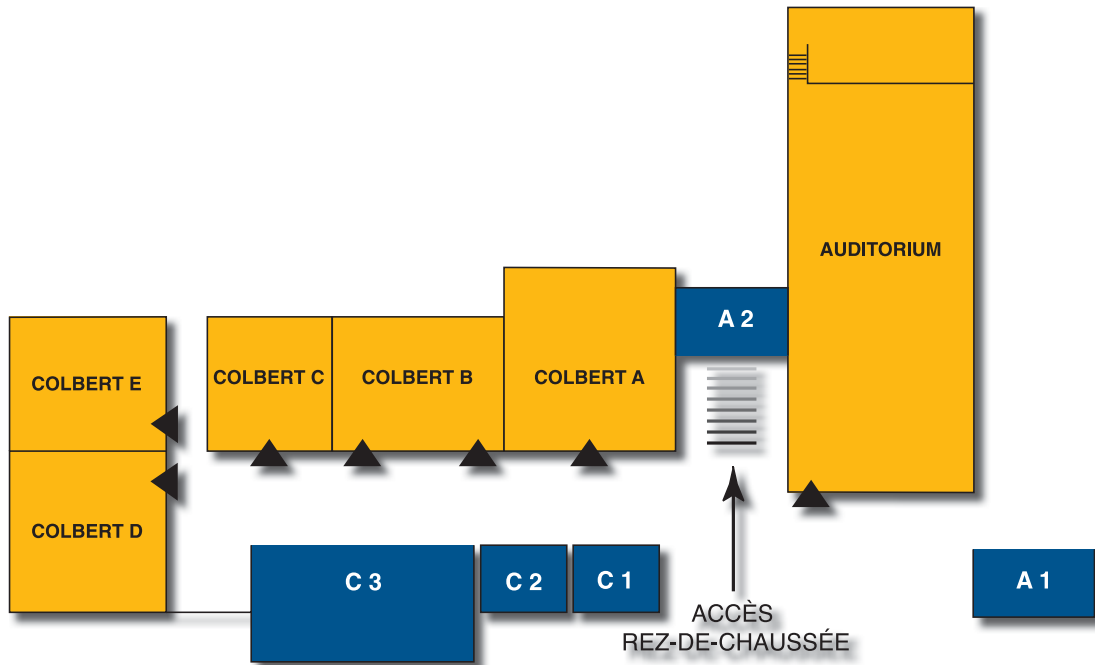 AUDITORIUM
A 2
COLBERT E
COLBERT C
COLBERT B
COLBERT A
COLBERT D
C 3
C 2
C 1
A 1
ACCÈS
REZ-DE-CHAUSSÉE